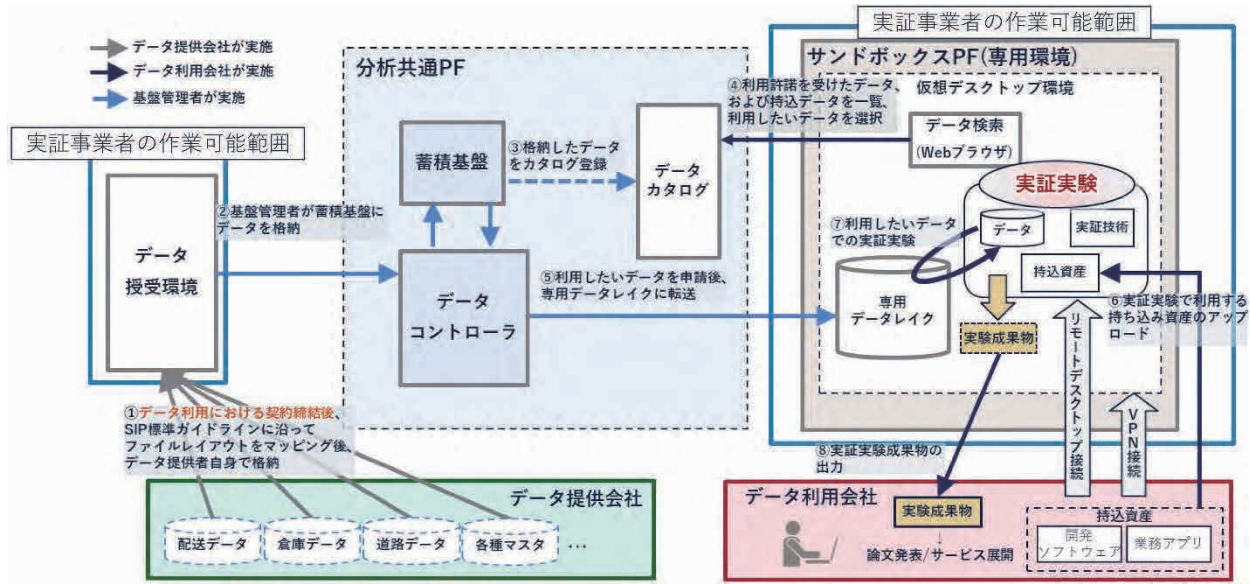 データ提供会社が実施
データ利用会社が実施
基盤管理者が実施
実証事業者の作業可能範囲
データ
授受環境
②基盤管理者が蓄積基盤に
データを格納
①データ利用における契約締結後、
SIP標準ガイドラインに沿って
ファイルレイアウトをマッピング後、
データ提供者自身で格納
分析共通PF
蓄積基盤
③格納したデータ
をカタログ登録
データ
カタログ
データ
コントローラ
⑤利用したいデータを申請後、
専用データレイクに転送
実証事業者の作業可能範囲
サンドボックスPF(専用環境)
仮想デスクトップ環境
④利用許諾を受けたデータ、
および持込データを一覧、
利用したいデータを選択
データ検索
(Webブラウザ)
実証実験
⑦利用したいデータ
での実証実験
データ
実証技術
持込資産
専用
データレイク
実験成果物
⑥実証実験で利用する
持ち込み資産のアップ
ロード
リモートデスクトップ接続
VPN接続
⑧実証実験成果物の
出力
データ提供会社
配送データ
倉庫データ
道路データ
各種マスタ
…
データ利用会社
実験成果物
↓
論文発表/サービス展開
持込資産
開発
ソフトウェア
業務アプリ